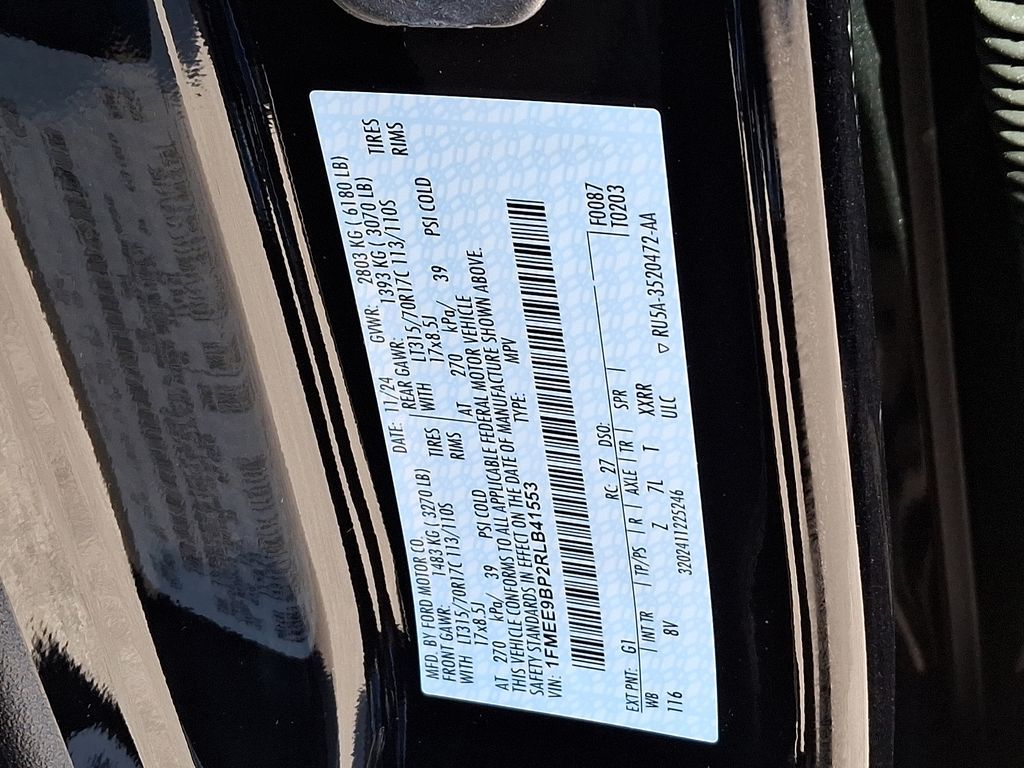 MFD. BY FORD MOTOR CO.
DATE: 11/24 GVWR: 2803 KG ( 6180 LB)
FRONT GAWR: 1483 KG ( 3270 LB) REAR GAWR: 1393 KG ( 3070 LB)
WITH LT315/70R17C 113/110S TIRES WITH LT315/70R17C 113/110S TIRES
17x8.5J RIMS 17x8.5J RIMS
AT 270 kPa/ 39 PSI COLD AT 270 kPa/ 39 PSI COLD
THIS VEHICLE CONFORMS TO ALL APPLICABLE FEDERAL MOTOR VEHICLE
SAFETY STANDARDS IN EFFECT ON THE DATE OF MANUFACTURE SHOWN ABOVE.
VIN: 1FMEE9BP2RLB41553 TYPE: MPV
EXT PNT: G1 RC: 27 DSO: F0087
WB INT TR TP/PS R AXLE TR SPR T0203
116 8V Z 7L T XXRR
3202411225246 ULC ▽ RU5A-3520472-AA